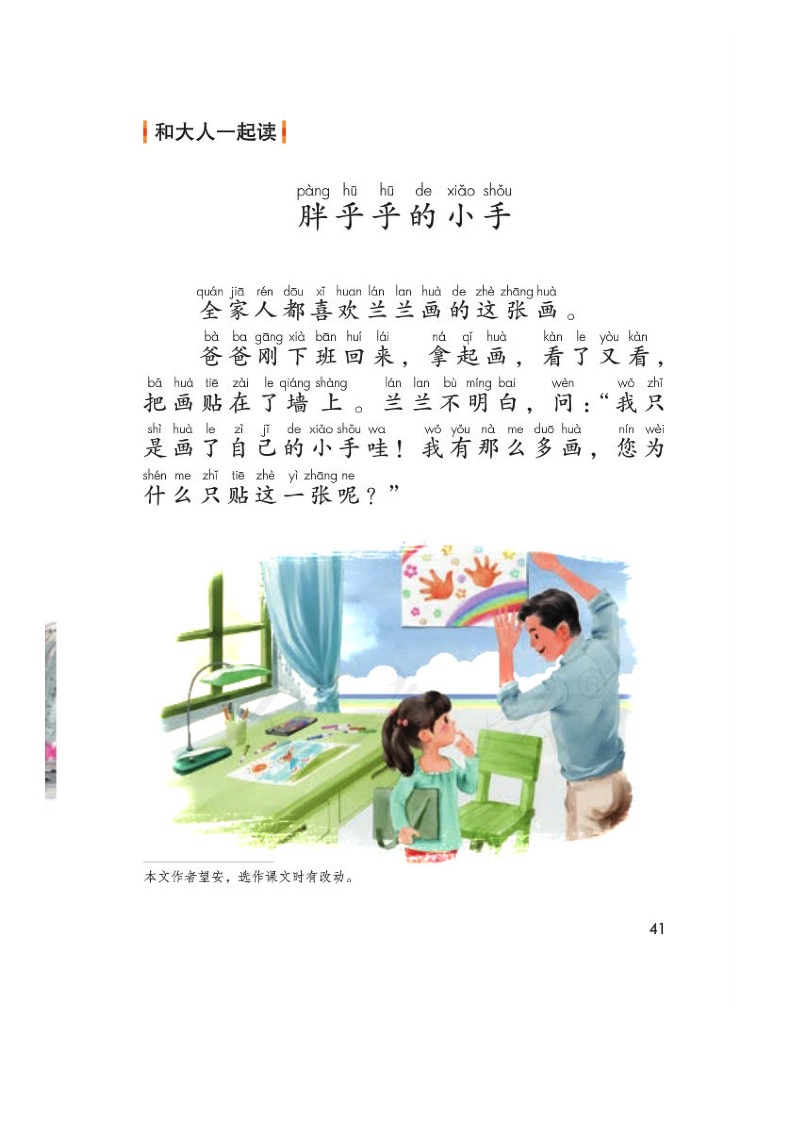 和大人一起读
pàng hū hū de xiǎo shǒu
胖乎乎的小手
quán jiā rén dōu xǐ huan lán lan huà de zhè zhāng huà
全家人都喜欢兰兰画的这张画。
bà ba gāng xià bān huí lái ná qǐ huà kàn le yòu kàn
爸爸刚下班回来，拿起画，看了又看，
bǎ huà tiē zài le qiáng shàng lán lan bù míng bai wèn wǒ zhǐ
把画贴在了墙上。兰兰不明白，问：“我只
shì huà le zì jǐ de xiǎo shǒu wa wǒ yǒu nà me duō huà nín wèi
是画了自己的小手哇！我有那么多画，您为
shén me zhǐ tiē zhè yì zhāng ne
什么只贴这一张呢？”
本文作者望安，选作课文时有改动。
41